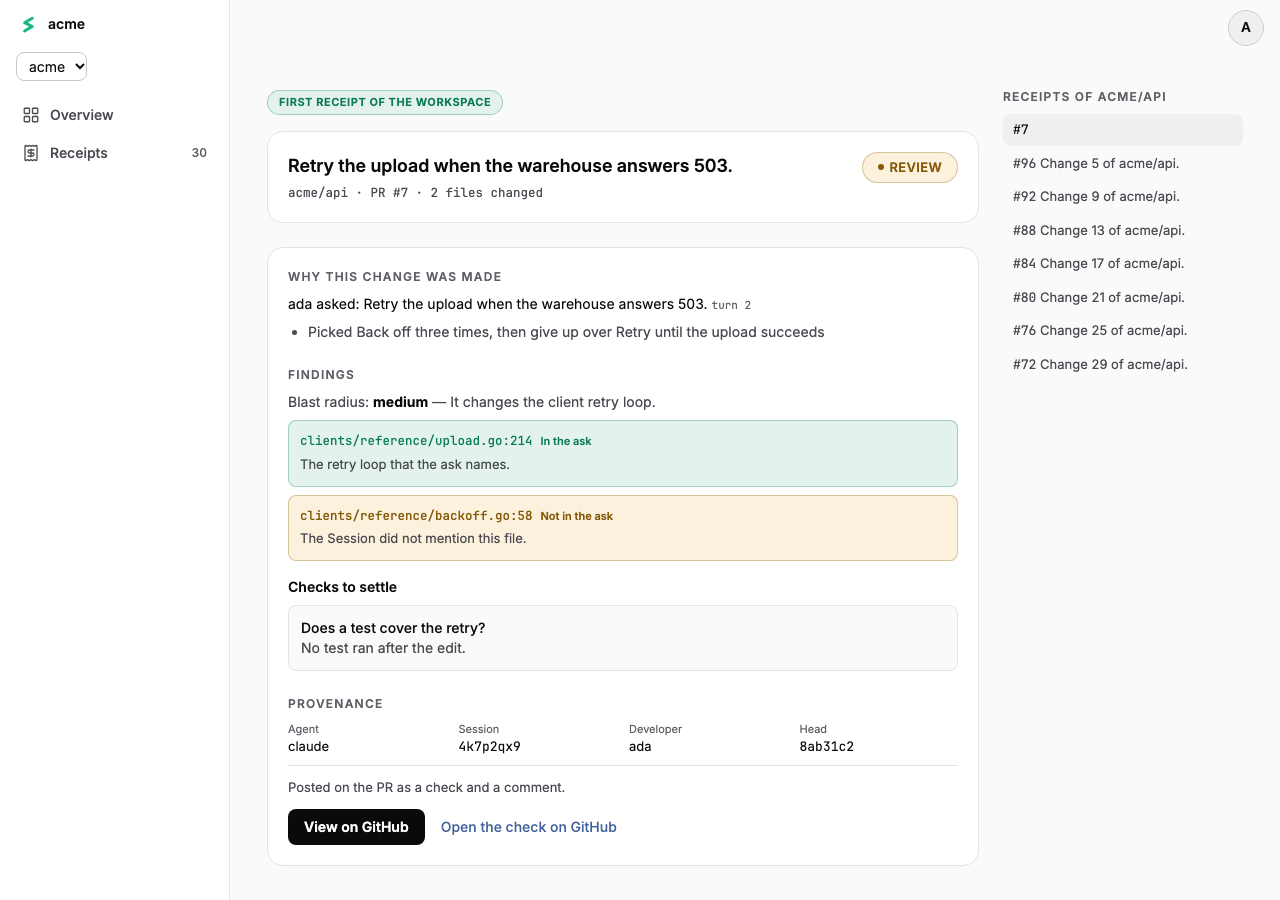 acme
acme
Overview
Receipts 30
A
FIRST RECEIPT OF THE WORKSPACE
Retry the upload when the warehouse answers 503.
REVIEW
acme/api · PR #7 · 2 files changed
WHY THIS CHANGE WAS MADE
ada asked: Retry the upload when the warehouse answers 503. turn 2
Picked Back off three times, then give up over Retry until the upload succeeds
FINDINGS
Blast radius: medium — It changes the client retry loop.
clients/reference/upload.go:214 In the ask
The retry loop that the ask names.
clients/reference/backoff.go:58 Not in the ask
The Session did not mention this file.
Checks to settle
Does a test cover the retry?
No test ran after the edit.
PROVENANCE
Agent Session Developer Head
claude 4k7p2qx9 ada 8ab31c2
Posted on the PR as a check and a comment.
View on GitHub Open the check on GitHub
RECEIPTS OF ACME/API
#7
#96 Change 5 of acme/api.
#92 Change 9 of acme/api.
#88 Change 13 of acme/api.
#84 Change 17 of acme/api.
#80 Change 21 of acme/api.
#76 Change 25 of acme/api.
#72 Change 29 of acme/api.